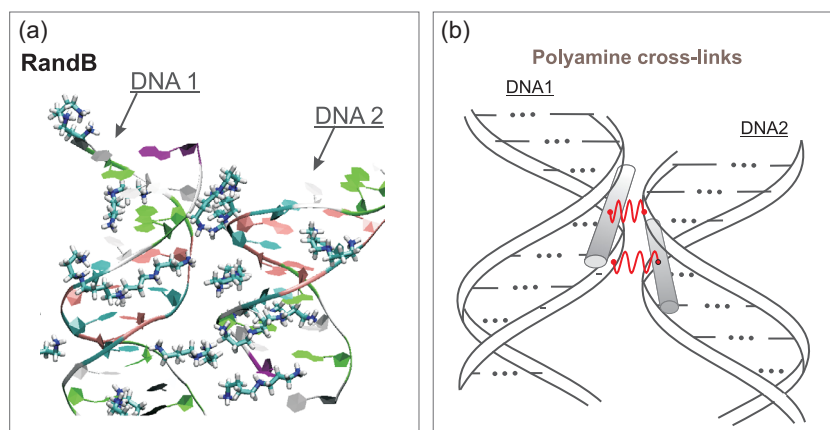 (a)
RandB
DNA 1
DNA 2
(b)
Polyamine cross-links
DNA1
DNA2